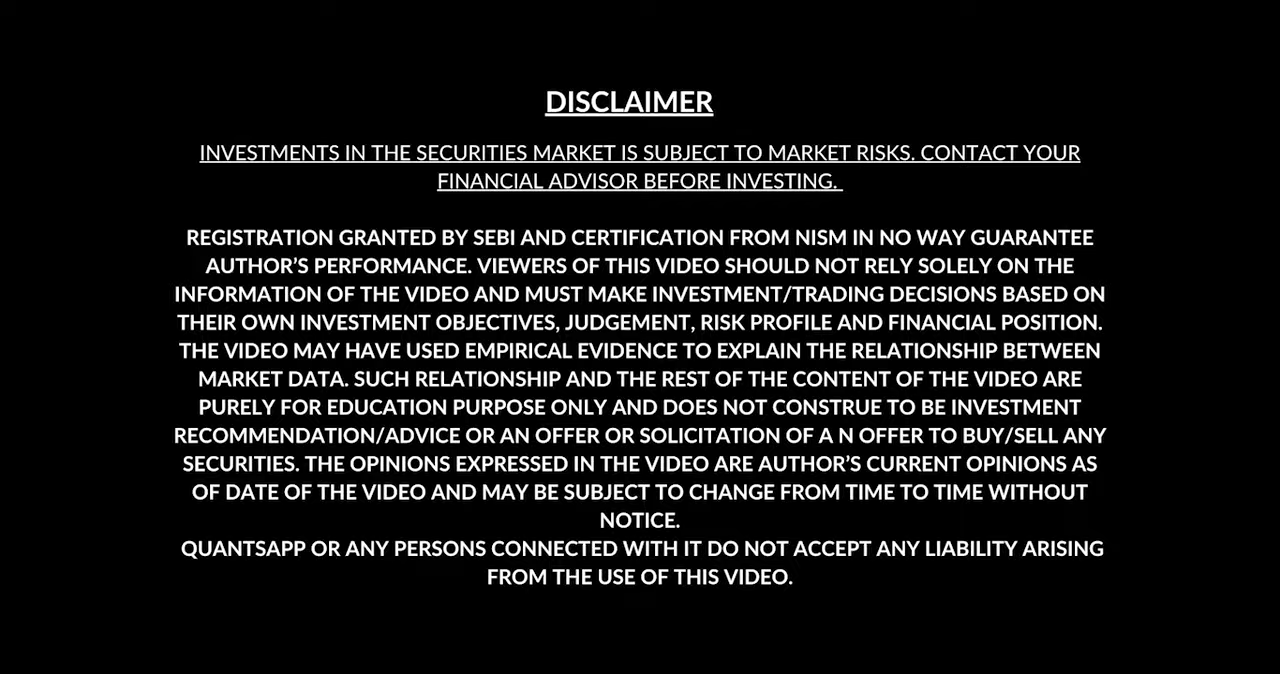 DISCLAIMER
INVESTMENTS IN THE SECURITIES MARKET IS SUBJECT TO MARKET RISKS. CONTACT YOUR
FINANCIAL ADVISOR BEFORE INVESTING.
REGISTRATION GRANTED BY SEBI AND CERTIFICATION FROM NISM IN NO WAY GUARANTEE
AUTHOR’S PERFORMANCE. VIEWERS OF THIS VIDEO SHOULD NOT RELY SOLELY ON THE
INFORMATION OF THE VIDEO AND MUST MAKE INVESTMENT/TRADING DECISIONS BASED ON
THEIR OWN INVESTMENT OBJECTIVES, JUDGEMENT, RISK PROFILE AND FINANCIAL POSITION.
THE VIDEO MAY HAVE USED EMPIRICAL EVIDENCE TO EXPLAIN THE RELATIONSHIP BETWEEN
MARKET DATA. SUCH RELATIONSHIP AND THE REST OF THE CONTENT OF THE VIDEO ARE
PURELY FOR EDUCATION PURPOSE ONLY AND DOES NOT CONSTRUE TO BE INVESTMENT
RECOMMENDATION/ADVICE OR AN OFFER OR SOLICITATION OF A N OFFER TO BUY/SELL ANY
SECURITIES. THE OPINIONS EXPRESSED IN THE VIDEO ARE AUTHOR’S CURRENT OPINIONS AS
OF DATE OF THE VIDEO AND MAY BE SUBJECT TO CHANGE FROM TIME TO TIME WITHOUT
NOTICE.
QUANTSAPP OR ANY PERSONS CONNECTED WITH IT DO NOT ACCEPT ANY LIABILITY ARISING
FROM THE USE OF THIS VIDEO.